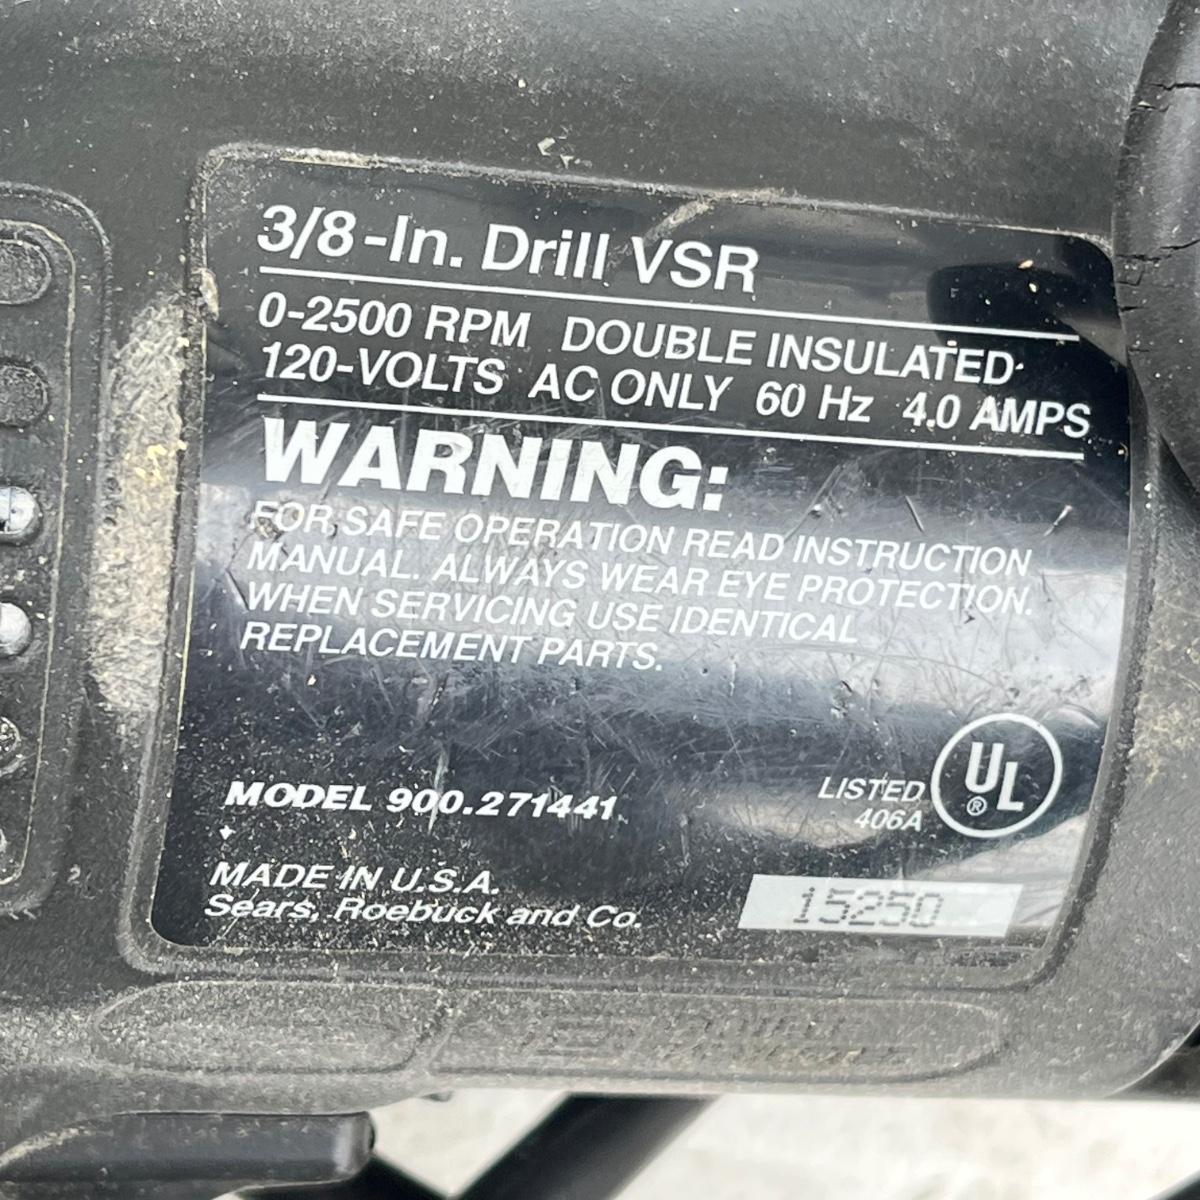 3/8-In. Drill VSR
0-2500 RPM DOUBLE INSULATED
120-VOLTS AC ONLY 60 Hz 4.0 AMPS
WARNING:
FOR SAFE OPERATION READ INSTRUCTION
MANUAL. ALWAYS WEAR EYE PROTECTION.
WHEN SERVICING USE IDENTICAL
REPLACEMENT PARTS.
MODEL 900.271441
LISTED
406A
UL
®
MADE IN U.S.A.
Sears, Roebuck and Co.
15250